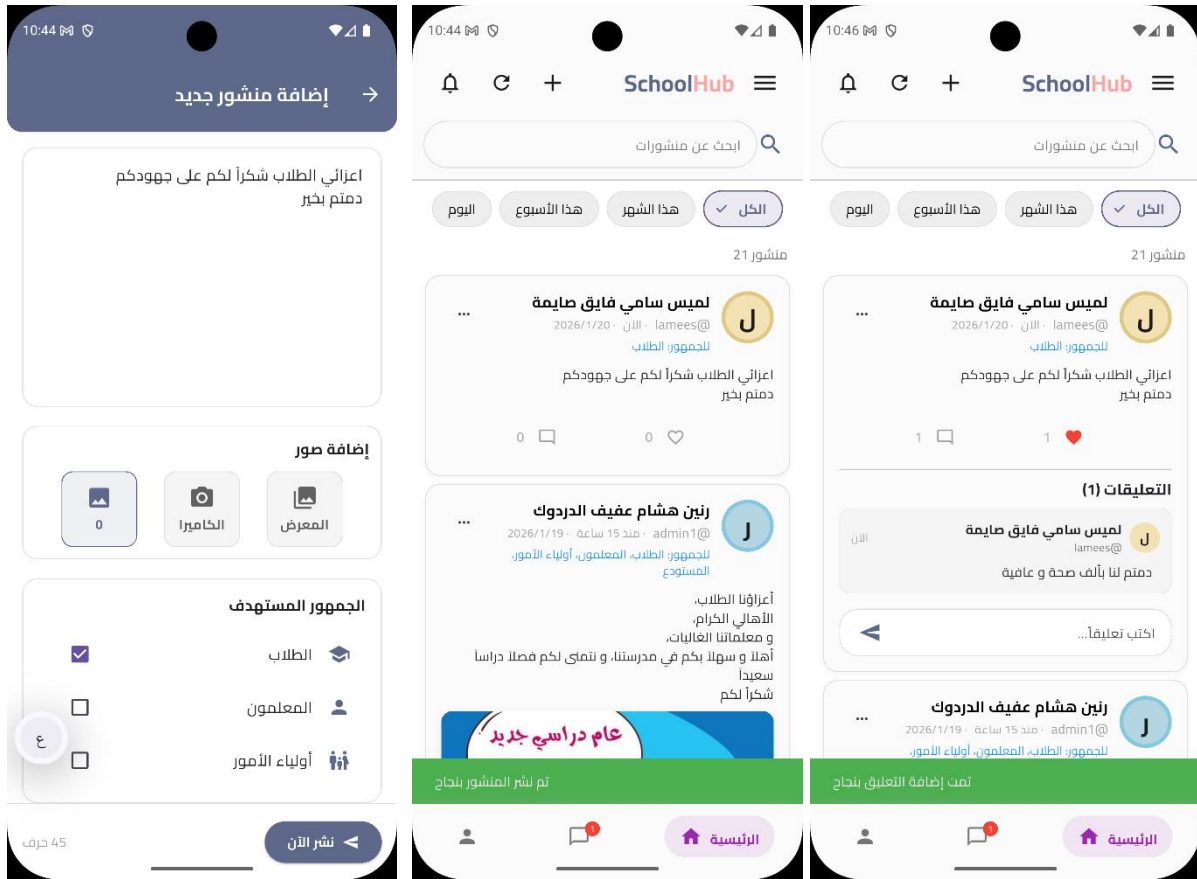 10:44
إضافة منشور جديد
اعزائي الطلاب شكراً لكم على جهودكم
دمتم بخير
إضافة صور
المعرض
الكاميرا
0
الجمهور المستهدف
الطلاب
المعلمون
أولياء الأمور
ع
نشر الآن
45 حرف
10:44
SchoolHub
ابحث عن منشورات
الكل
هذا الشهر
هذا الأسبوع
اليوم
منشور 21
ل
لميس سامي فايق صايمة
@lamees · الآن · 2026/1/20
للجمهور: الطلاب
اعزائي الطلاب شكراً لكم على جهودكم
دمتم بخير
0
0
ر
رنين هشام عفيف الدردوك
@admin1 · منذ 15 ساعة · 2026/1/19
للجمهور: الطلاب، المعلمون، أولياء الأمور،
المستودع
أعزاؤنا الطلاب،
الأهالي الكرام،
و معلماتنا الغاليات،
أهلاً و سهلاً بكم في مدرستنا، و نتمنى لكم فصلاً دراساً
سعيداً
شكراً لكم
عام دراسي جديد
تم نشر المنشور بنجاح
الرئيسية
1
10:46
SchoolHub
ابحث عن منشورات
الكل
هذا الشهر
هذا الأسبوع
اليوم
منشور 21
ل
لميس سامي فايق صايمة
@lamees · الآن · 2026/1/20
للجمهور: الطلاب
اعزائي الطلاب شكراً لكم على جهودكم
دمتم بخير
1
1
التعليقات (1)
ل
لميس سامي فايق صايمة
الآن
@lamees
دمتم لنا بألف صحة و عافية
اكتب تعليقاً...
ر
رنين هشام عفيف الدردوك
@admin1 · منذ 15 ساعة · 2026/1/19
للجمهور: الطلاب، المعلمون، أولياء الأمور،
تمت إضافة التعليق بنجاح
الرئيسية
1